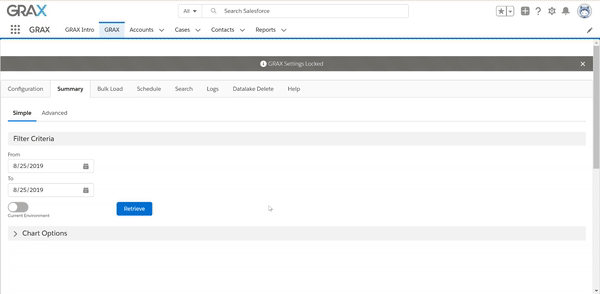 GRAX
All Search Salesforce
GRAX GRAX Intro GRAX Accounts Cases Contacts Reports
GRAX Settings Locked
Configuration Summary Bulk Load Schedule Search Logs Datalake Delete Help
Simple Advanced
Filter Criteria
From
8/25/2019
To
8/25/2019
Current Environment
Retrieve
Chart Options